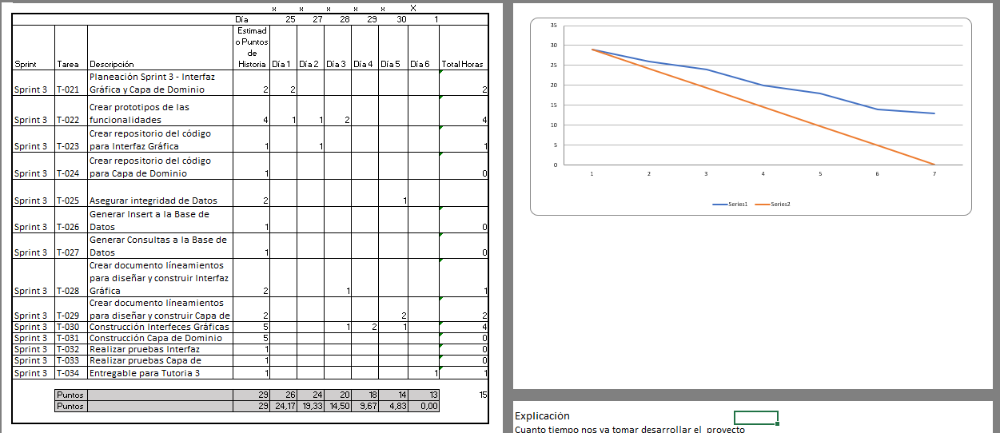 x x x x x X
Día 25 27 28 29 30 1
Sprint Tarea Descripción Estimad o Puntos de Historia Día 1 Día 2 Día 3 Día 4 Día 5 Día 6 Total Horas
Planeación Sprint 3 - Interfaz
Sprint 3 T-021 Gráfica y Capa de Dominio 2 2 2
Crear prototipos de las
Sprint 3 T-022 funcionalidades 4 1 1 2 4
Crear repositorio del código
Sprint 3 T-023 para Interfaz Gráfica 1 1 1
Crear repositorio del código
Sprint 3 T-024 para Capa de Dominio 1 0
Sprint 3 T-025 Asegurar integridad de Datos 2 1
Generar Insert a la Base de
Sprint 3 T-026 Datos 1 0
Generar Consultas a la Base de
Sprint 3 T-027 Datos 1 0
Crear documento líneamientos
para diseñar y construir Interfaz
Sprint 3 T-028 Gráfica 2 1 1
Crear documento líneamientos
Sprint 3 T-029 para diseñar y construir Capa de 2 2 2
Sprint 3 T-030 Construcción Interfeces Gráficas 5 1 2 1 4
Sprint 3 T-031 Construcción Capa de Dominio 5 0
Sprint 3 T-032 Realizar pruebas Interfaz 1 0
Sprint 3 T-033 Realizar pruebas Capa de 1 0
Sprint 3 T-034 Entregable para Tutoria 3 1 1 1
Puntos 29 26 24 20 18 14 13 15
Puntos 29 24,17 19,33 14,50 9,67 4,83 0,00
35
30
25
20
15
10
5
0
1 2 3 4 5 6 7
Series1 Series2
Explicación
Cuanto tiempo nos va tomar desarrollar el proyecto